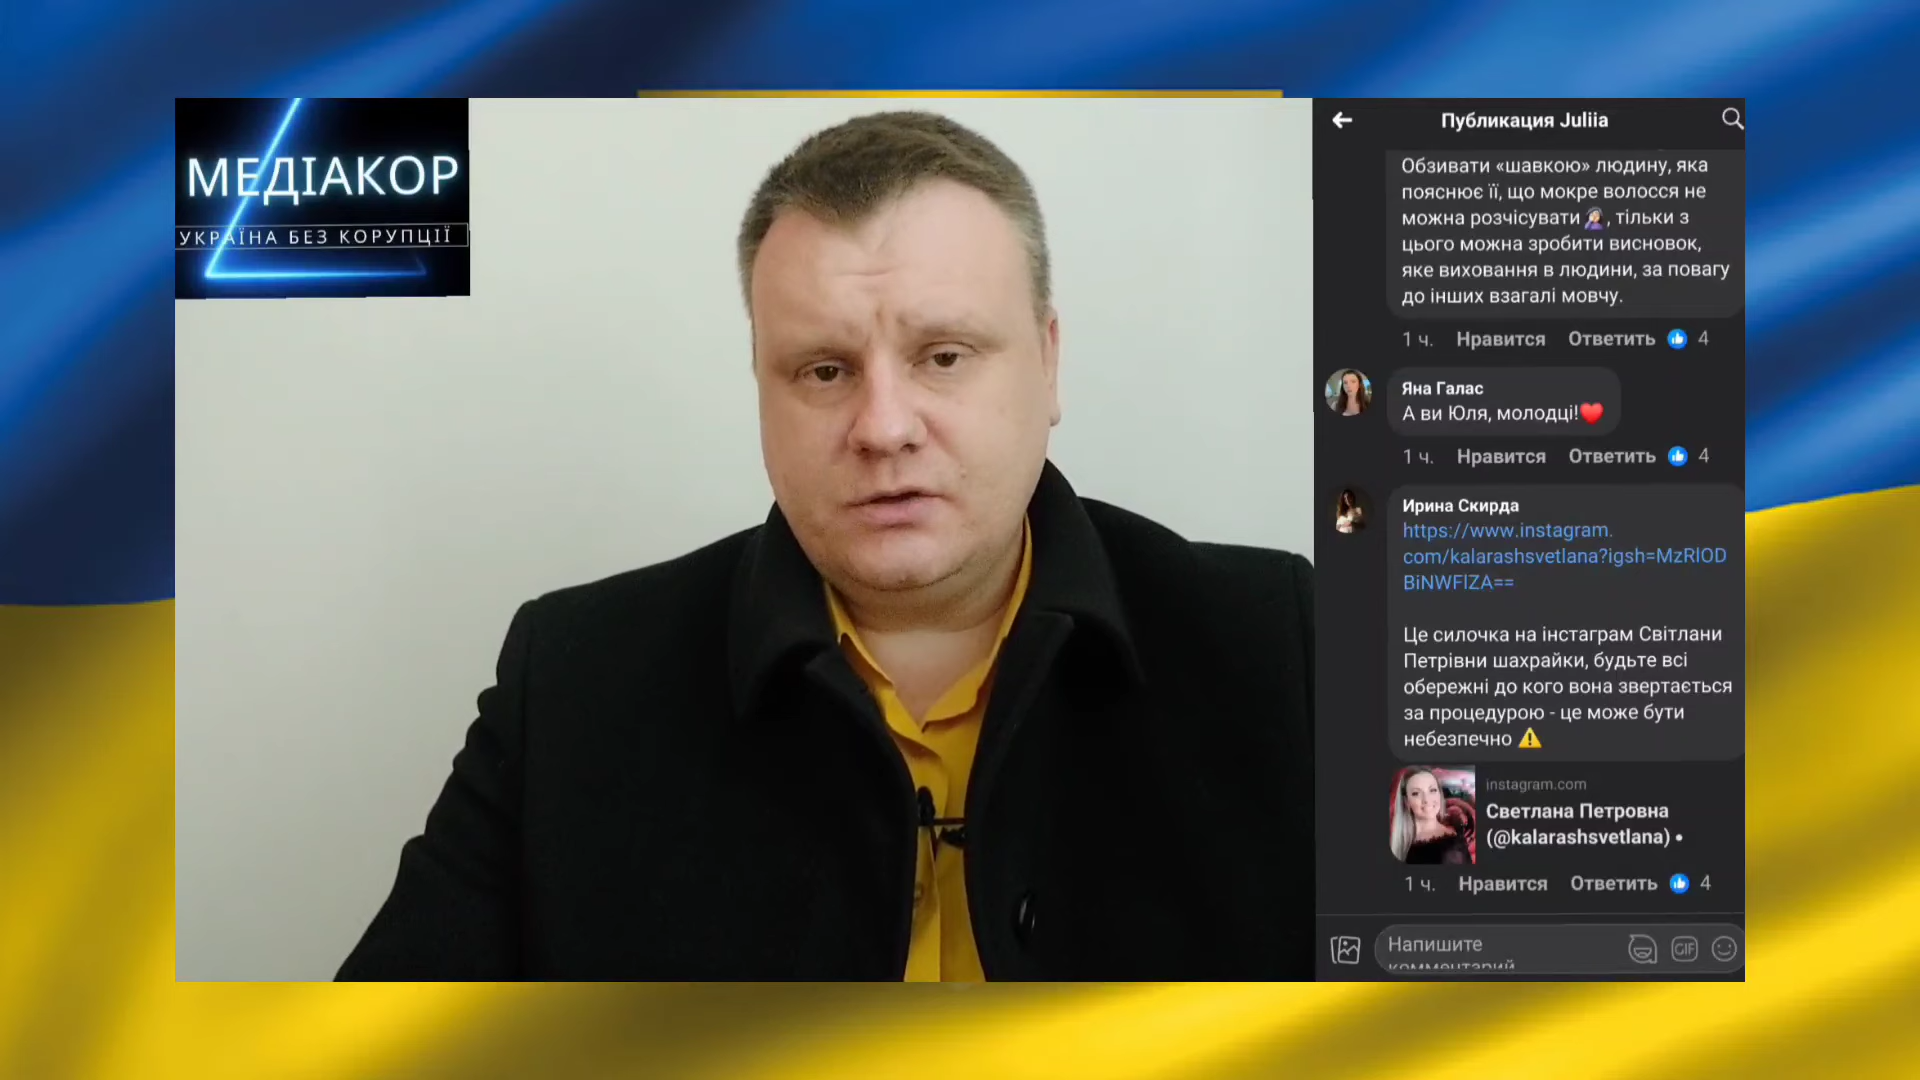 МЕДІАКОР
УКРАЇНА БЕЗ КОРУПЦІЇ
Публикация Juliia
Обзивати «шавкою» людину, яка
пояснює її, що мокре волосся не
можна розчісувати🤦🏻‍♀️, тільки з
цього можна зробити висновок,
яке виховання в людини, за повагу
до інших взагалі мовчу.
1 ч. Нравится Ответить 4
Яна Галас
А ви Юля, молодці!❤️
1 ч. Нравится Ответить 4
Ирина Скирда
https://www.instagram.
com/kalarashsvetlana?igsh=MzRlOD
BiNWFlZA==
Це силочка на інстаграм Світлани
Петрівни шахрайки, будьте всі
обережні до кого вона звертається
за процедурою - це може бути
небезпечно ⚠️
instagram.com
Светлана Петровна
(@kalarashsvetlana) •
1 ч. Нравится Ответить 4
Напишите
комментарий
GIF